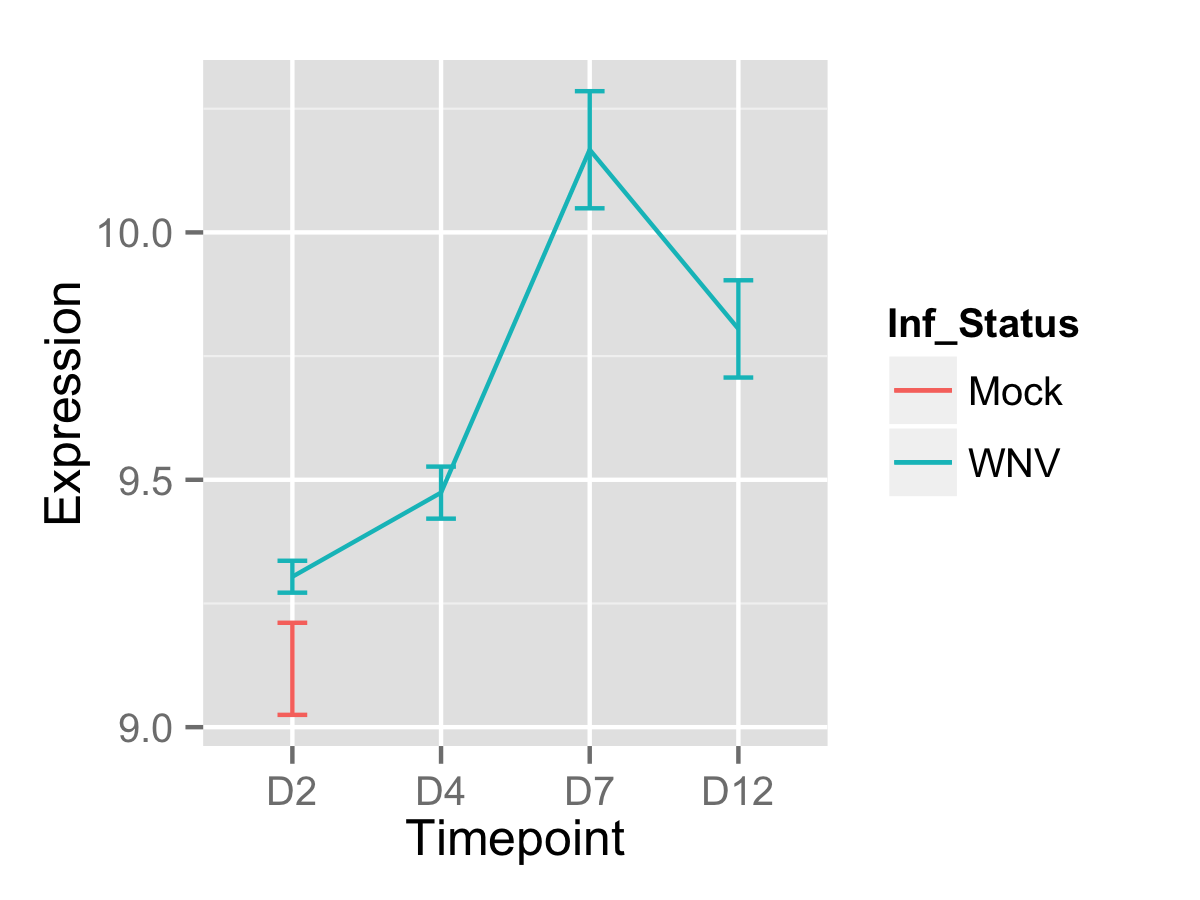 10.0
9.5
9.0
Expression
D2 D4 D7 D12
Timepoint
Inf_Status
Mock
WNV